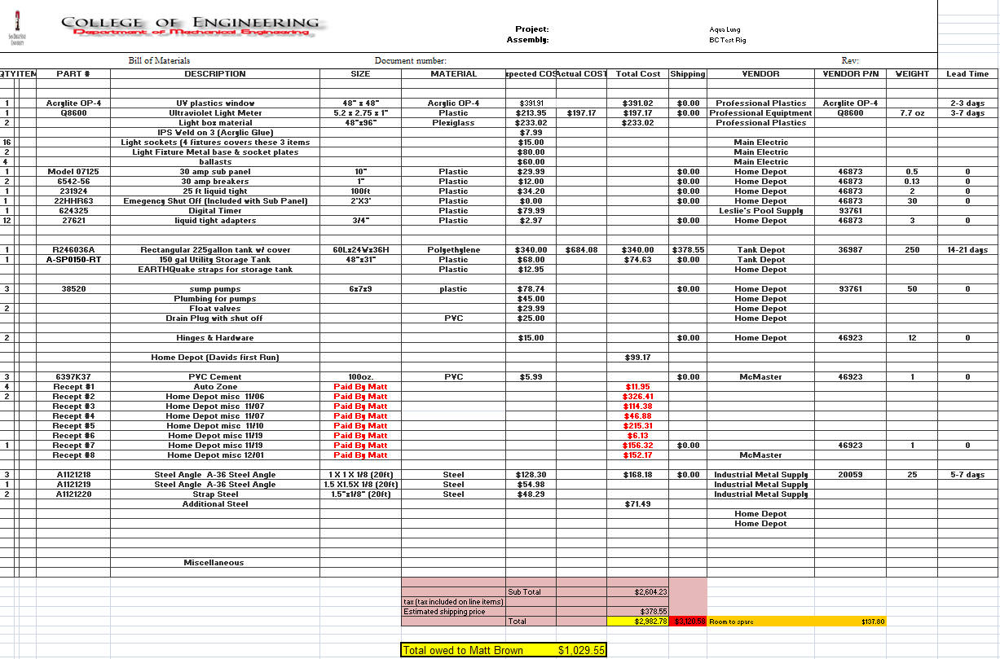 COLLEGE OF ENGINEERING
Department of Mechanical Engineering
SAN DIEGO STATE UNIVERSITY
Project: Aqua Lung
Assembly: BC Test Rig
Bill of Materials Document number: Rev:
QTY ITEM PART # DESCRIPTION SIZE MATERIAL pected COS Actual COST Total Cost Shipping VENDOR VENDOR P/N WEIGHT Lead Time
1 Acrylite OP-4 UV plastics window 48" x 48" Acrylic OP-4 $391.91 $391.02 $0.00 Professional Plastics Acrylite OP-4 2-3 days
1 Q8600 Ultraviolet Light Meter 5.2 x 2.75 x 1" Plastic $213.95 $197.17 $197.17 $0.00 Professional Equiptment Q8600 7.7 oz 3-7 days
2 Light box material 48"x96" Plexiglass $233.02 $233.02 Professional Plastics
IPS Weld on 3 (Acrylic Glue) $7.99
16 Light sockets (4 fixtures covers these 3 items $15.00 Main Electric
2 Light Fixture Metal base & socket plates $80.00 Main Electric
4 ballasts $60.00 Main Electric
1 Model 07125 30 amp sub panel 10" Plastic $29.99 $0.00 Home Depot 46873 0.5 0
2 6542-56 30 amp breakers 1" Plastic $12.00 $0.00 Home Depot 46873 0.13 0
1 231924 25 ft liquid tight 100ft Plastic $34.20 $0.00 Home Depot 46873 2 0
1 22HHR63 Emegency Shut Off (Included with Sub Panel) 2'X3' Plastic $0.00 $0.00 Home Depot 46873 30 0
1 624325 Digital Timer Plastic $79.99 Leslie's Pool Supply 93761
12 27621 liquid tight adapters 3/4" Plastic $2.97 $0.00 Home Depot 46873 3 0
1 R246036A Rectangular 225gallon tank w/ cover 60Lx24Wx36H Polyethylene $340.00 $684.08 $340.00 $378.55 Tank Depot 36987 250 14-21 days
1 A-SP0150-RT 150 gal Utility Storage Tank 48"x31" Plastic $68.00 $74.63 $0.00 Tank Depot
EARTHQuake straps for storage tank Plastic $12.95 Home Depot
3 38520 sump pumps 6x7x9 plastic $78.74 $0.00 Home Depot 93761 50 0
Plumbing for pumps $45.00 Home Depot
2 Float valves $29.99 Home Depot
Drain Plug with shut off PVC $25.00 Home Depot
2 Hinges & Hardware $15.00 $0.00 Home Depot 46923 12 0
Home Depot (Davids first Run) $99.17
3 6397K37 PVC Cement 100oz. PVC $5.99 $0.00 McMaster 46923 1 0
4 Recept #1 Auto Zone Paid By Matt $11.95
2 Recept #2 Home Depot misc 11/06 Paid By Matt $326.41
Recept #3 Home Depot misc 11/07 Paid By Matt $114.38
Recept #4 Home Depot misc 11/07 Paid By Matt $46.88
Recept #5 Home Depot misc 11/10 Paid By Matt $215.31
Recept #6 Home Depot misc 11/19 Paid By Matt $6.13
1 Recept #7 Home Depot misc 11/19 Paid By Matt $156.32 $0.00 46923 1 0
Recept #8 Home Depot misc 12/01 Paid By Matt $152.17 McMaster
3 A1121218 Steel Angle A-36 Steel Angle 1 X 1 X 1/8 (20ft) Steel $128.30 $168.18 $0.00 Industrial Metal Supply 20059 25 5-7 days
1 A1121219 Steel Angle A-36 Steel Angle 1.5 X1.5X 1/8 (20ft) Steel $54.98 Industrial Metal Supply
2 A1121220 Strap Steel 1.5"x1/8" (20ft) Steel $48.29 Industrial Metal Supply
Additional Steel $71.49
Home Depot
Home Depot
Miscellaneous
Sub Total $2,604.23
tax (tax included on line items)
Estimated shipping price $378.55
Total $2,982.78 $3,120.58 Room to spare $137.80
Total owed to Matt Brown $1,029.55